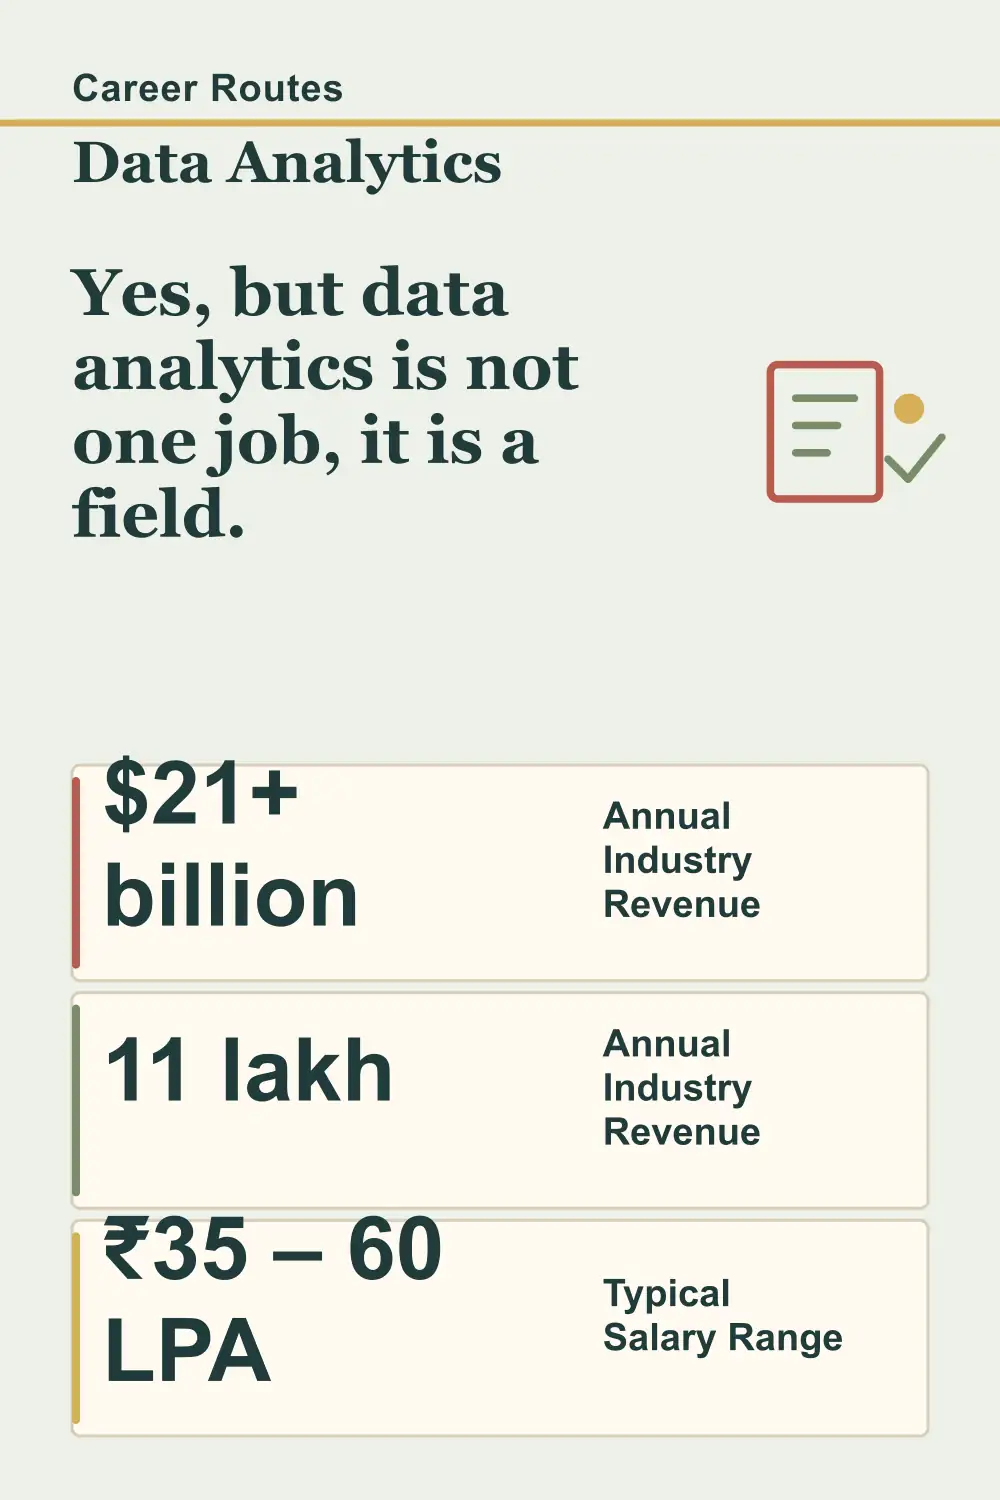 Career Routes
Data Analytics
Yes, but data
analytics is not
one job, it is a
field.
$21+
billion
Annual
Industry
Revenue
11 lakh
Annual
Industry
Revenue
₹35 – 60
LPA
Typical
Salary Range